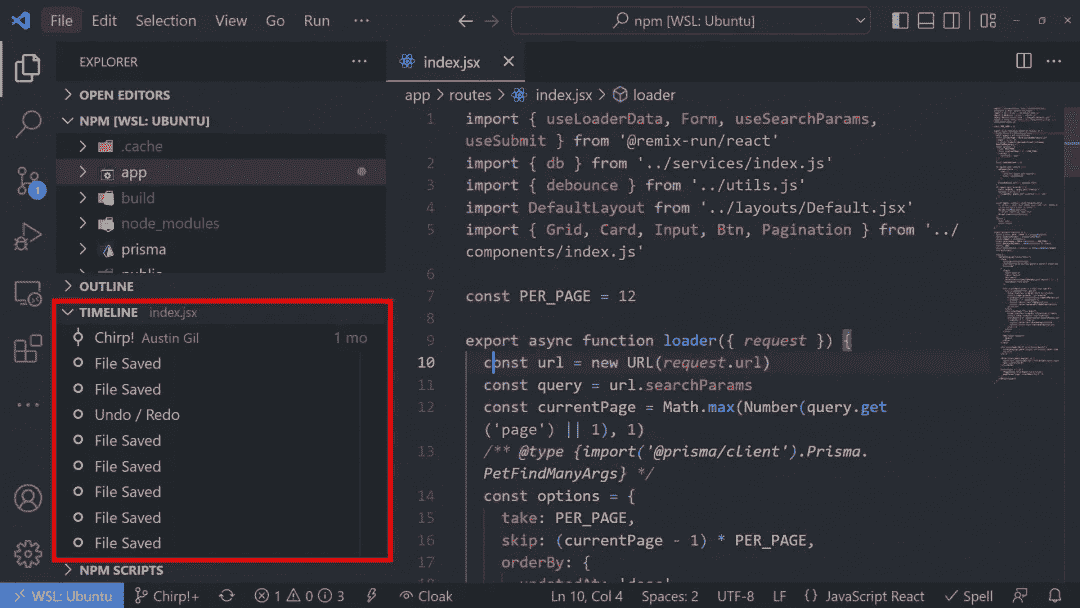 File Edit Selection View Go Run ··· npm [WSL: Ubuntu]
EXPLORER ···
index.jsx
OPEN EDITORS
NPM [WSL: UBUNTU]
.cache
app
build
node_modules
prisma
OUTLINE
TIMELINE index.jsx
Chirp! Austin Gil 1 mo
File Saved
File Saved
Undo / Redo
File Saved
File Saved
File Saved
File Saved
File Saved
NPM SCRIPTS
1
app > routes > index.jsx > loader
1 import { useLoaderData, Form, useSearchParams,
useSubmit } from '@remix-run/react'
2 import { db } from '../services/index.js'
3 import { debounce } from '../utils.js'
4 import DefaultLayout from '../layouts/Default.jsx'
5 import { Grid, Card, Input, Btn, Pagination } from '../
components/index.js'
6
7 const PER_PAGE = 12
8
9 export async function loader({ request }) {
10 const url = new URL(request.url)
11 const query = url.searchParams
12 const currentPage = Math.max(Number(query.get
('page') || 1), 1)
13 /** @type {import('@prisma/client').Prisma.
PetFindManyArgs} */
14 const options = {
15 take: PER_PAGE,
16 skip: (currentPage - 1) * PER_PAGE,
17 orderBy: {
WSL: Ubuntu Chirp!+ 1 0 3 Cloak Ln 10, Col 4 Spaces: 2 UTF-8 LF {} JavaScript React Spell